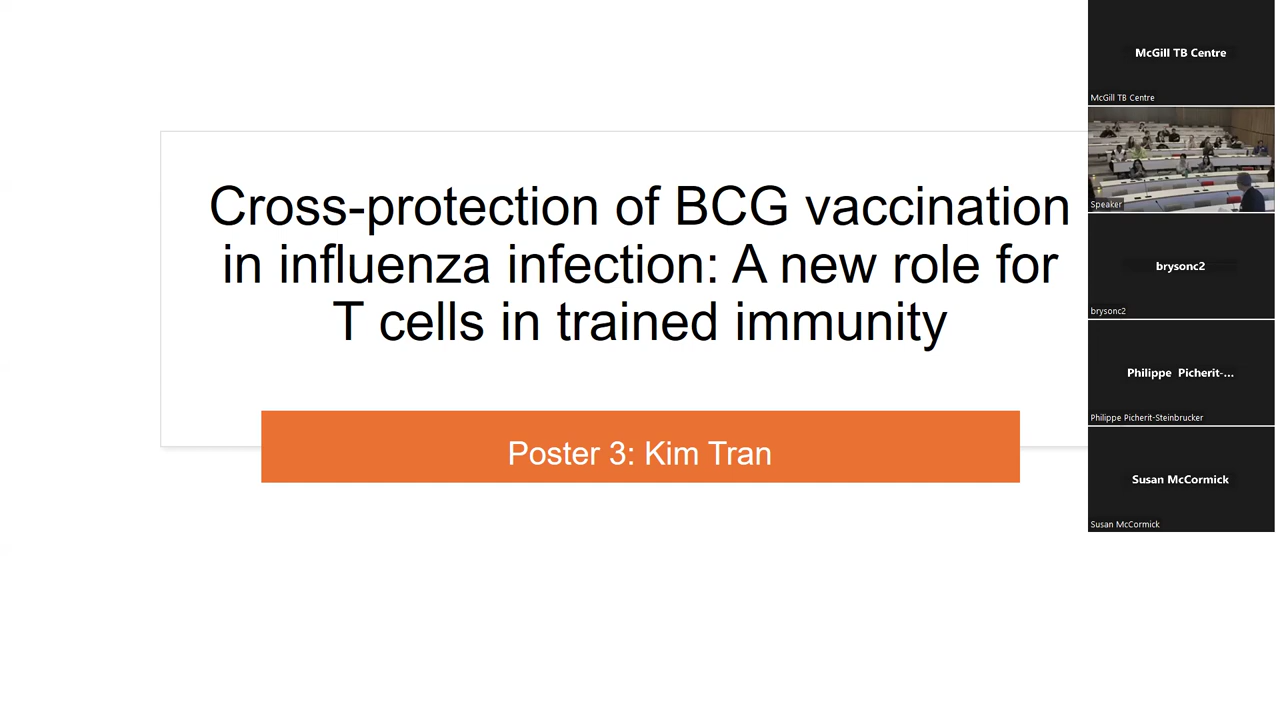 Cross-protection of BCG vaccination
in influenza infection: A new role for
T cells in trained immunity
Poster 3: Kim Tran
McGill TB Centre
McGill TB Centre
Speaker
brysonc2
brysonc2
Philippe Picherit-...
Philippe Picherit-Steinbrucker
Susan McCormick
Susan McCormick